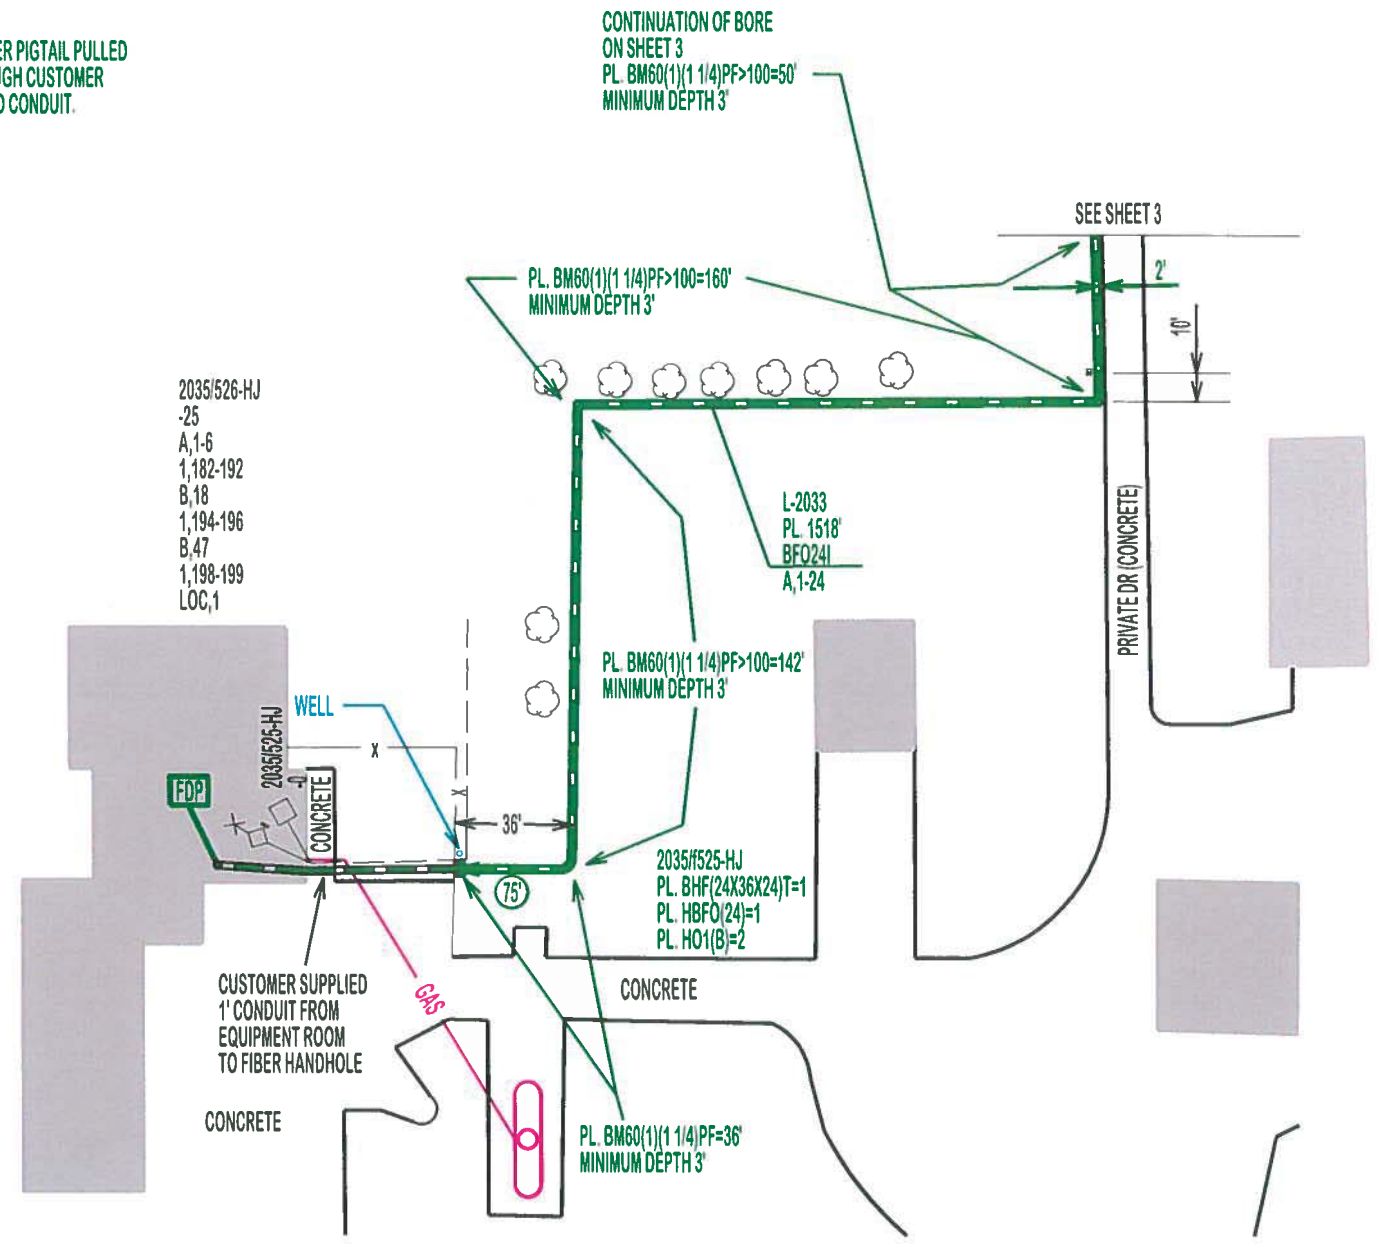 ER PIGTAIL PULLED
GH CUSTOMER
CONDUIT.
CONTINUATION OF BORE
ON SHEET 3
PL. BM60(1)(1 1/4)PF>100=50'
MINIMUM DEPTH 3'
SEE SHEET 3
2'
10'
PL. BM60(1)(1 1/4)PF>100=160'
MINIMUM DEPTH 3'
2035/526-HJ
-25
A,1-6
1,182-192
B,18
1,194-196
B,47
1,198-199
LOC,1
L-2033
PL. 1518'
BFO24I
A,1-24
PRIVATE DR (CONCRETE)
PL. BM60(1)(1 1/4)PF>100=142'
MINIMUM DEPTH 3'
WELL
2035/525-HJ
-0
X
X
FDP
CONCRETE
36'
75'
2035/f525-HJ
PL. BHF(24X36X24)T=1
PL. HBFO(24)=1
PL. HO1(B)=2
CUSTOMER SUPPLIED
1' CONDUIT FROM
EQUIPMENT ROOM
TO FIBER HANDHOLE
GAS
CONCRETE
CONCRETE
PL. BM60(1)(1 1/4)PF=36'
MINIMUM DEPTH 3'